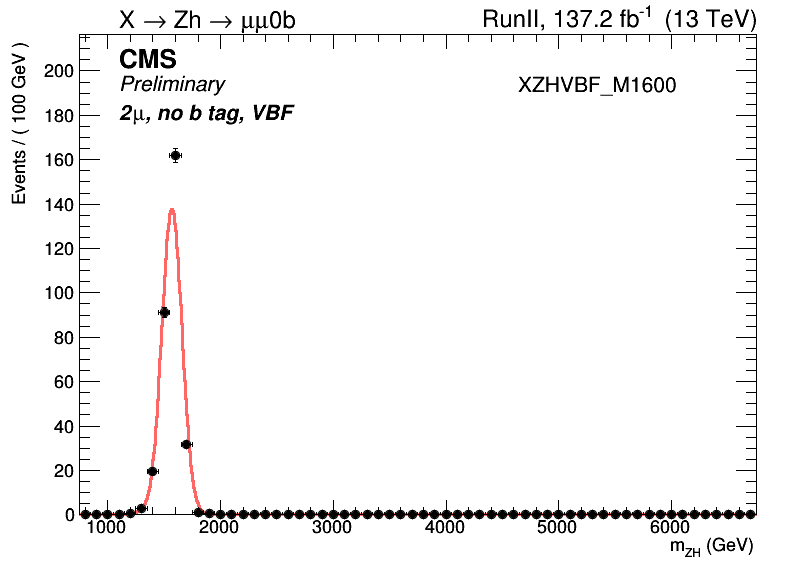 X → Zh → μμ0b
RunII, 137.2 fb⁻¹ (13 TeV)
CMS
Preliminary
2μ, no b tag, VBF
XZHVBF_M1600
Events / ( 100 GeV )
200
180
160
140
120
100
80
60
40
20
0
1000 2000 3000 4000 5000 6000
m_ZH (GeV)